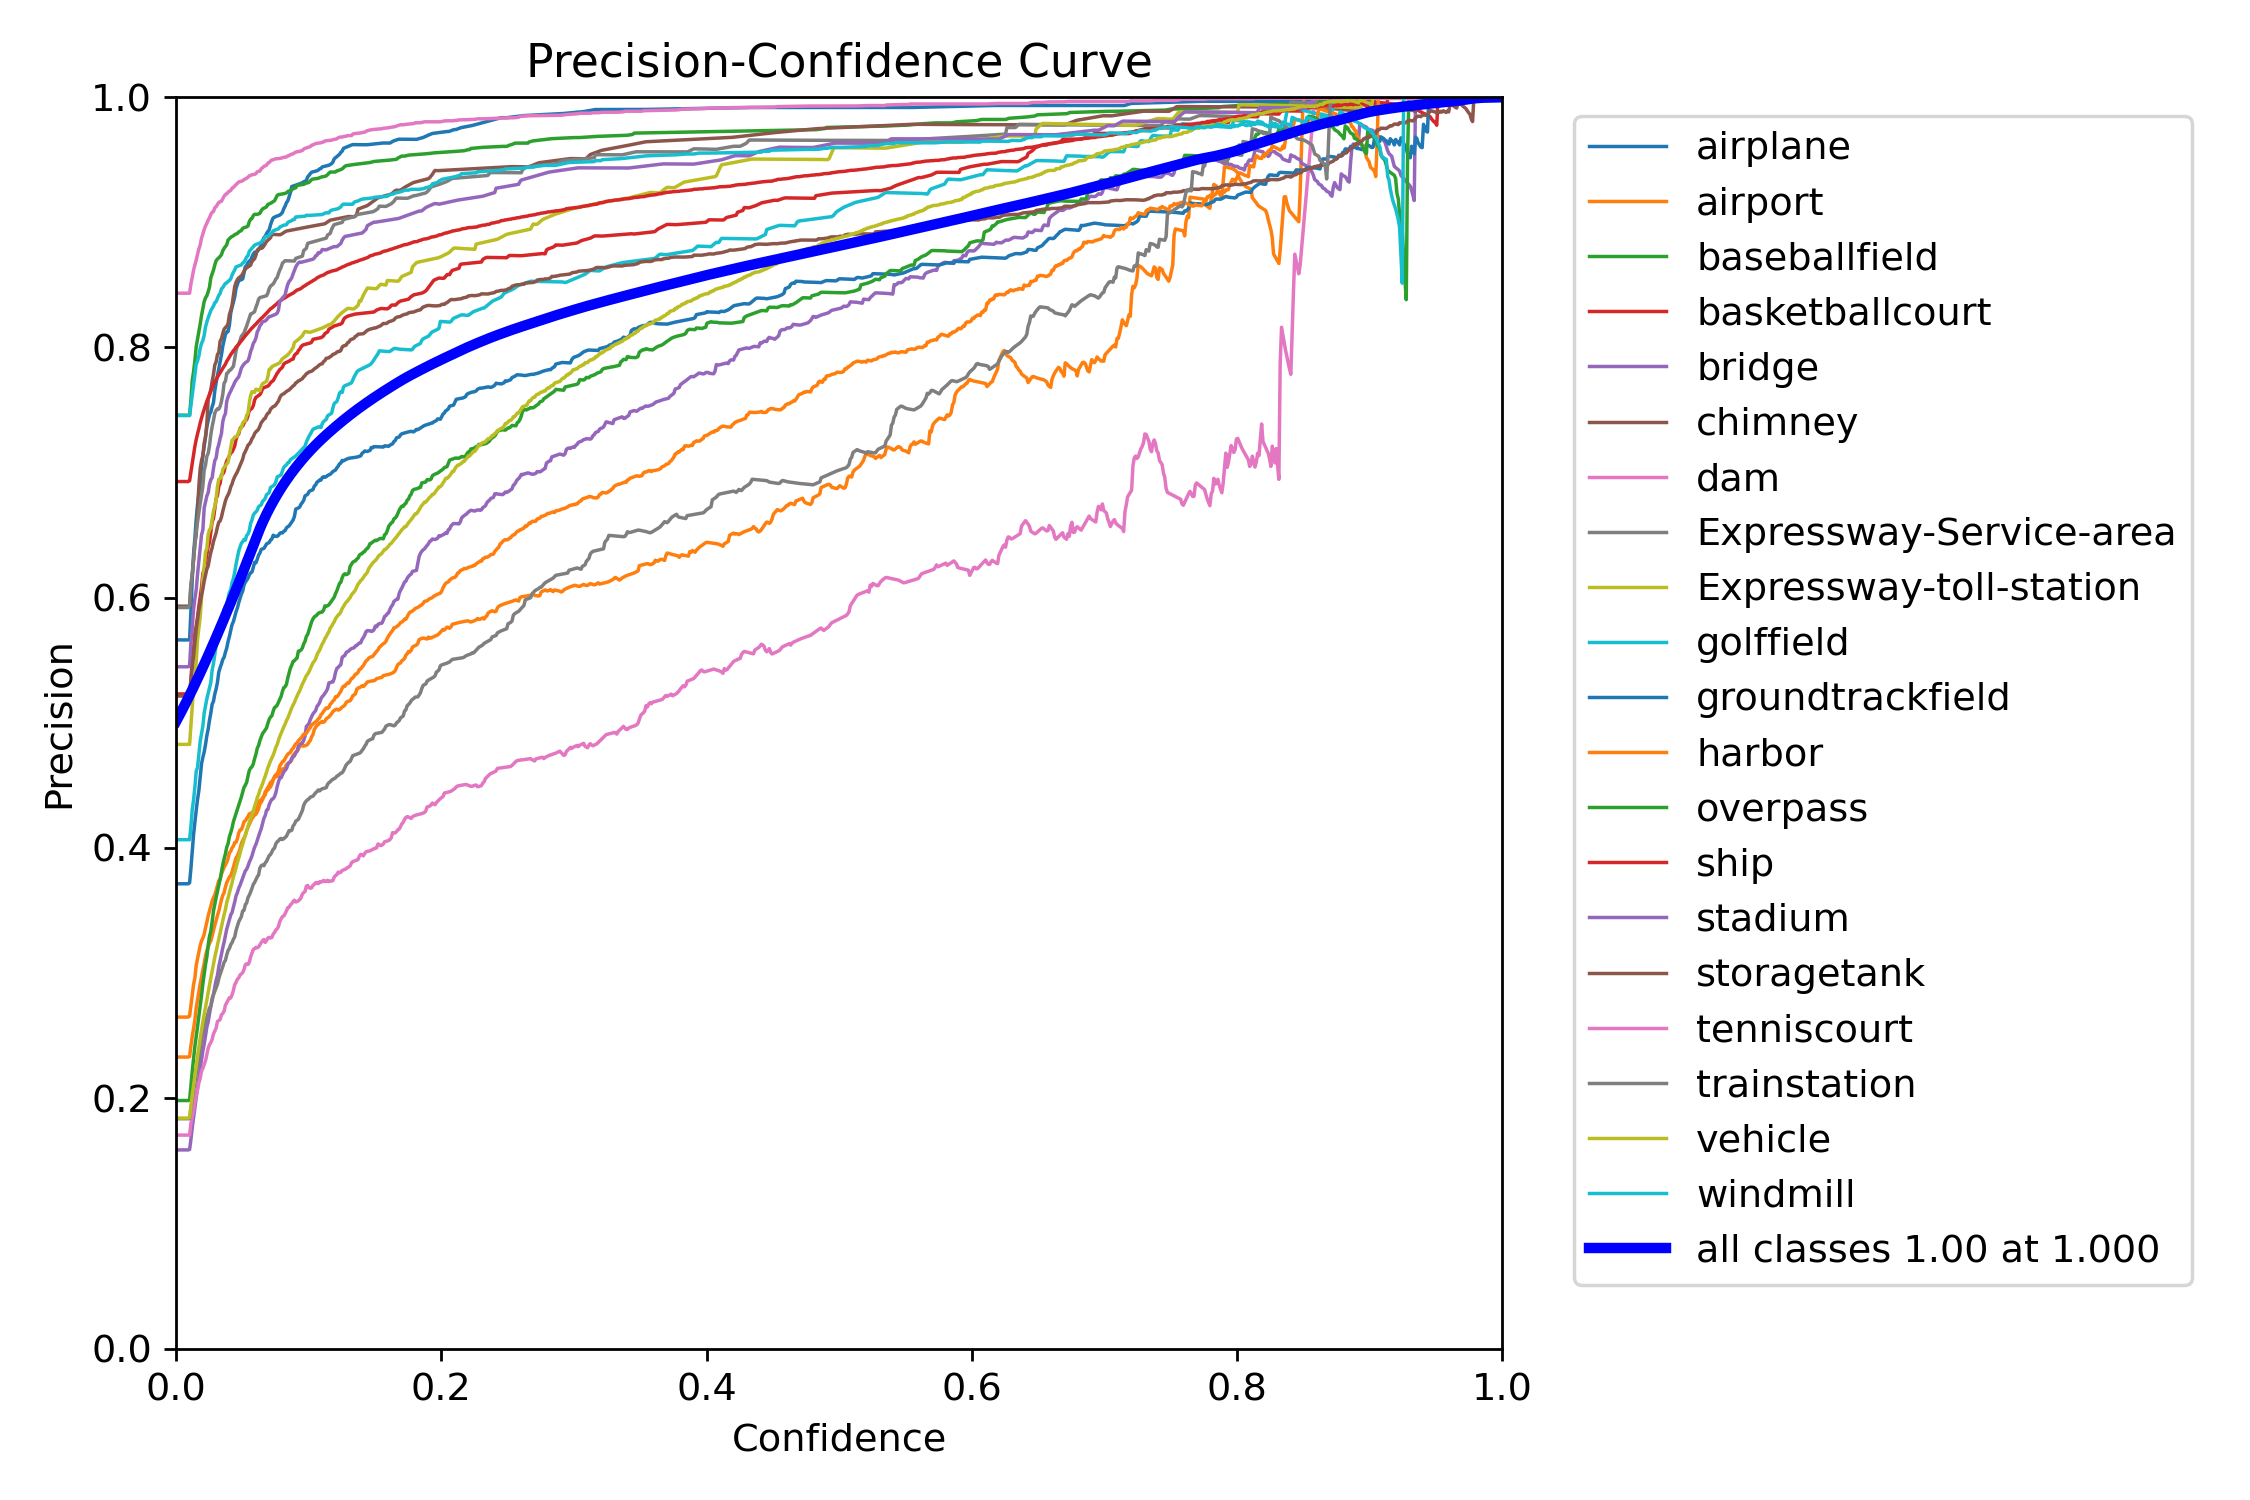 Precision-Confidence Curve
1.0
0.8
0.6
0.4
0.2
0.0
Precision
0.0 0.2 0.4 0.6 0.8 1.0
Confidence
airplane
airport
baseballfield
basketballcourt
bridge
chimney
dam
Expressway-Service-area
Expressway-toll-station
golffield
groundtrackfield
harbor
overpass
ship
stadium
storagetank
tenniscourt
trainstation
vehicle
windmill
all classes 1.00 at 1.000